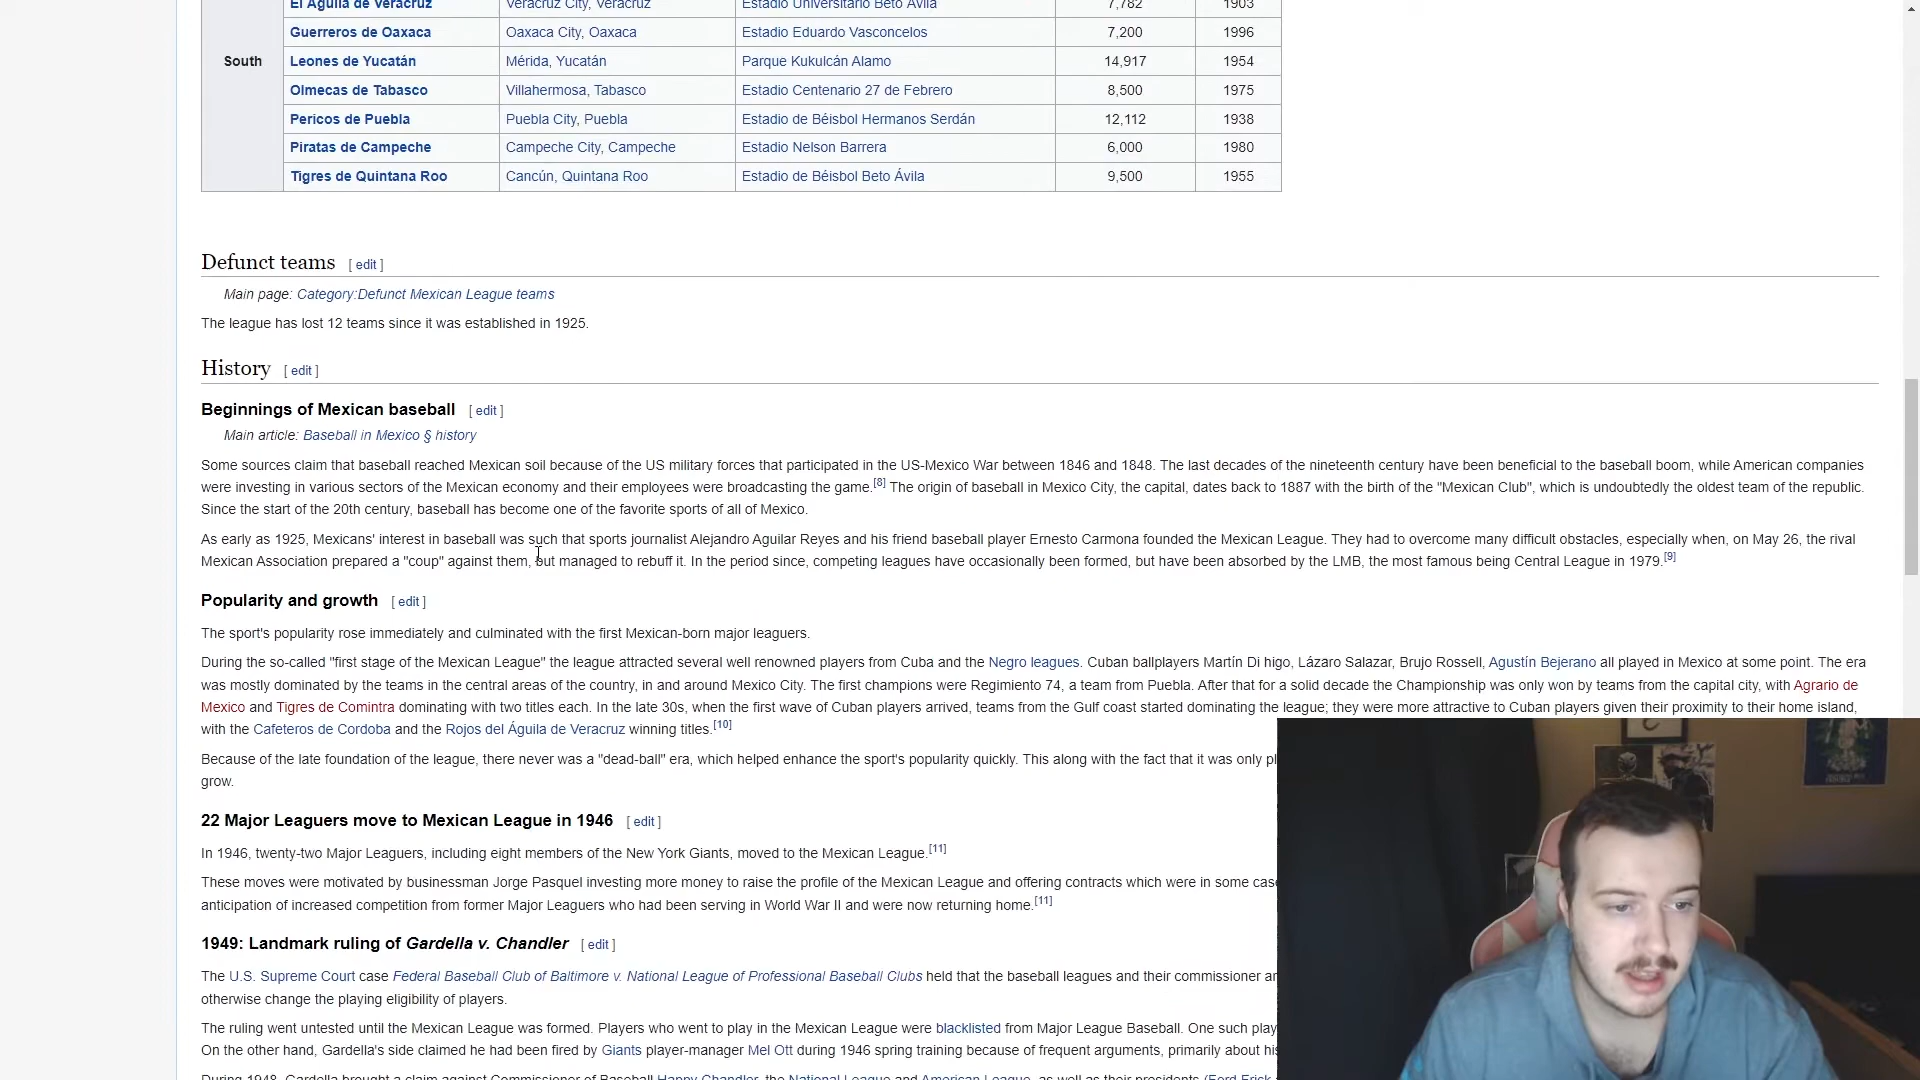 El Águila de Veracruz Veracruz City, Veracruz Estadio Universitario Beto Ávila 7,782 1903
Guerreros de Oaxaca Oaxaca City, Oaxaca Estadio Eduardo Vasconcelos 7,200 1996
South Leones de Yucatán Mérida, Yucatán Parque Kukulcán Alamo 14,917 1954
Olmecas de Tabasco Villahermosa, Tabasco Estadio Centenario 27 de Febrero 8,500 1975
Pericos de Puebla Puebla City, Puebla Estadio de Béisbol Hermanos Serdán 12,112 1938
Piratas de Campeche Campeche City, Campeche Estadio Nelson Barrera 6,000 1980
Tigres de Quintana Roo Cancún, Quintana Roo Estadio de Béisbol Beto Ávila 9,500 1955
Defunct teams [ edit ]
Main page: Category:Defunct Mexican League teams
The league has lost 12 teams since it was established in 1925.
History [ edit ]
Beginnings of Mexican baseball [ edit ]
Main article: Baseball in Mexico § history
Some sources claim that baseball reached Mexican soil because of the US military forces that participated in the US-Mexico War between 1846 and 1848. The last decades of the nineteenth century have been beneficial to the baseball boom, while American companies
were investing in various sectors of the Mexican economy and their employees were broadcasting the game.[8] The origin of baseball in Mexico City, the capital, dates back to 1887 with the birth of the "Mexican Club", which is undoubtedly the oldest team of the republic.
Since the start of the 20th century, baseball has become one of the favorite sports of all of Mexico.
As early as 1925, Mexicans' interest in baseball was such that sports journalist Alejandro Aguilar Reyes and his friend baseball player Ernesto Carmona founded the Mexican League. They had to overcome many difficult obstacles, especially when, on May 26, the rival
Mexican Association prepared a "coup" against them, but managed to rebuff it. In the period since, competing leagues have occasionally been formed, but have been absorbed by the LMB, the most famous being Central League in 1979.[9]
Popularity and growth [ edit ]
The sport's popularity rose immediately and culminated with the first Mexican-born major leaguers.
During the so-called "first stage of the Mexican League" the league attracted several well renowned players from Cuba and the Negro leagues. Cuban ballplayers Martín Di higo, Lázaro Salazar, Brujo Rossell, Agustín Bejerano all played in Mexico at some point. The era
was mostly dominated by the teams in the central areas of the country, in and around Mexico City. The first champions were Regimiento 74, a team from Puebla. After that for a solid decade the Championship was only won by teams from the capital city, with Agrario de
Mexico and Tigres de Comintra dominating with two titles each. In the late 30s, when the first wave of Cuban players arrived, teams from the Gulf coast started dominating the league; they were more attractive to Cuban players given their proximity to their home island,
with the Cafeteros de Cordoba and the Rojos del Águila de Veracruz winning titles.[10]
Because of the late foundation of the league, there never was a "dead-ball" era, which helped enhance the sport's popularity quickly. This along with the fact that it was only pl
grow.
22 Major Leaguers move to Mexican League in 1946 [ edit ]
In 1946, twenty-two Major Leaguers, including eight members of the New York Giants, moved to the Mexican League.[11]
These moves were motivated by businessman Jorge Pasquel investing more money to raise the profile of the Mexican League and offering contracts which were in some case
anticipation of increased competition from former Major Leaguers who had been serving in World War II and were now returning home.[11]
1949: Landmark ruling of Gardella v. Chandler [ edit ]
The U.S. Supreme Court case Federal Baseball Club of Baltimore v. National League of Professional Baseball Clubs held that the baseball leagues and their commissioner ar
otherwise change the playing eligibility of players.
The ruling went untested until the Mexican League was formed. Players who went to play in the Mexican League were blacklisted from Major League Baseball. One such play
On the other hand, Gardella's side claimed he had been fired by Giants player-manager Mel Ott during 1946 spring training because of frequent arguments, primarily about his
During 1948, Gardella brought a claim against Commissioner of Baseball Happy Chandler, the National League and American League, as well as their presidents (Ford Frick